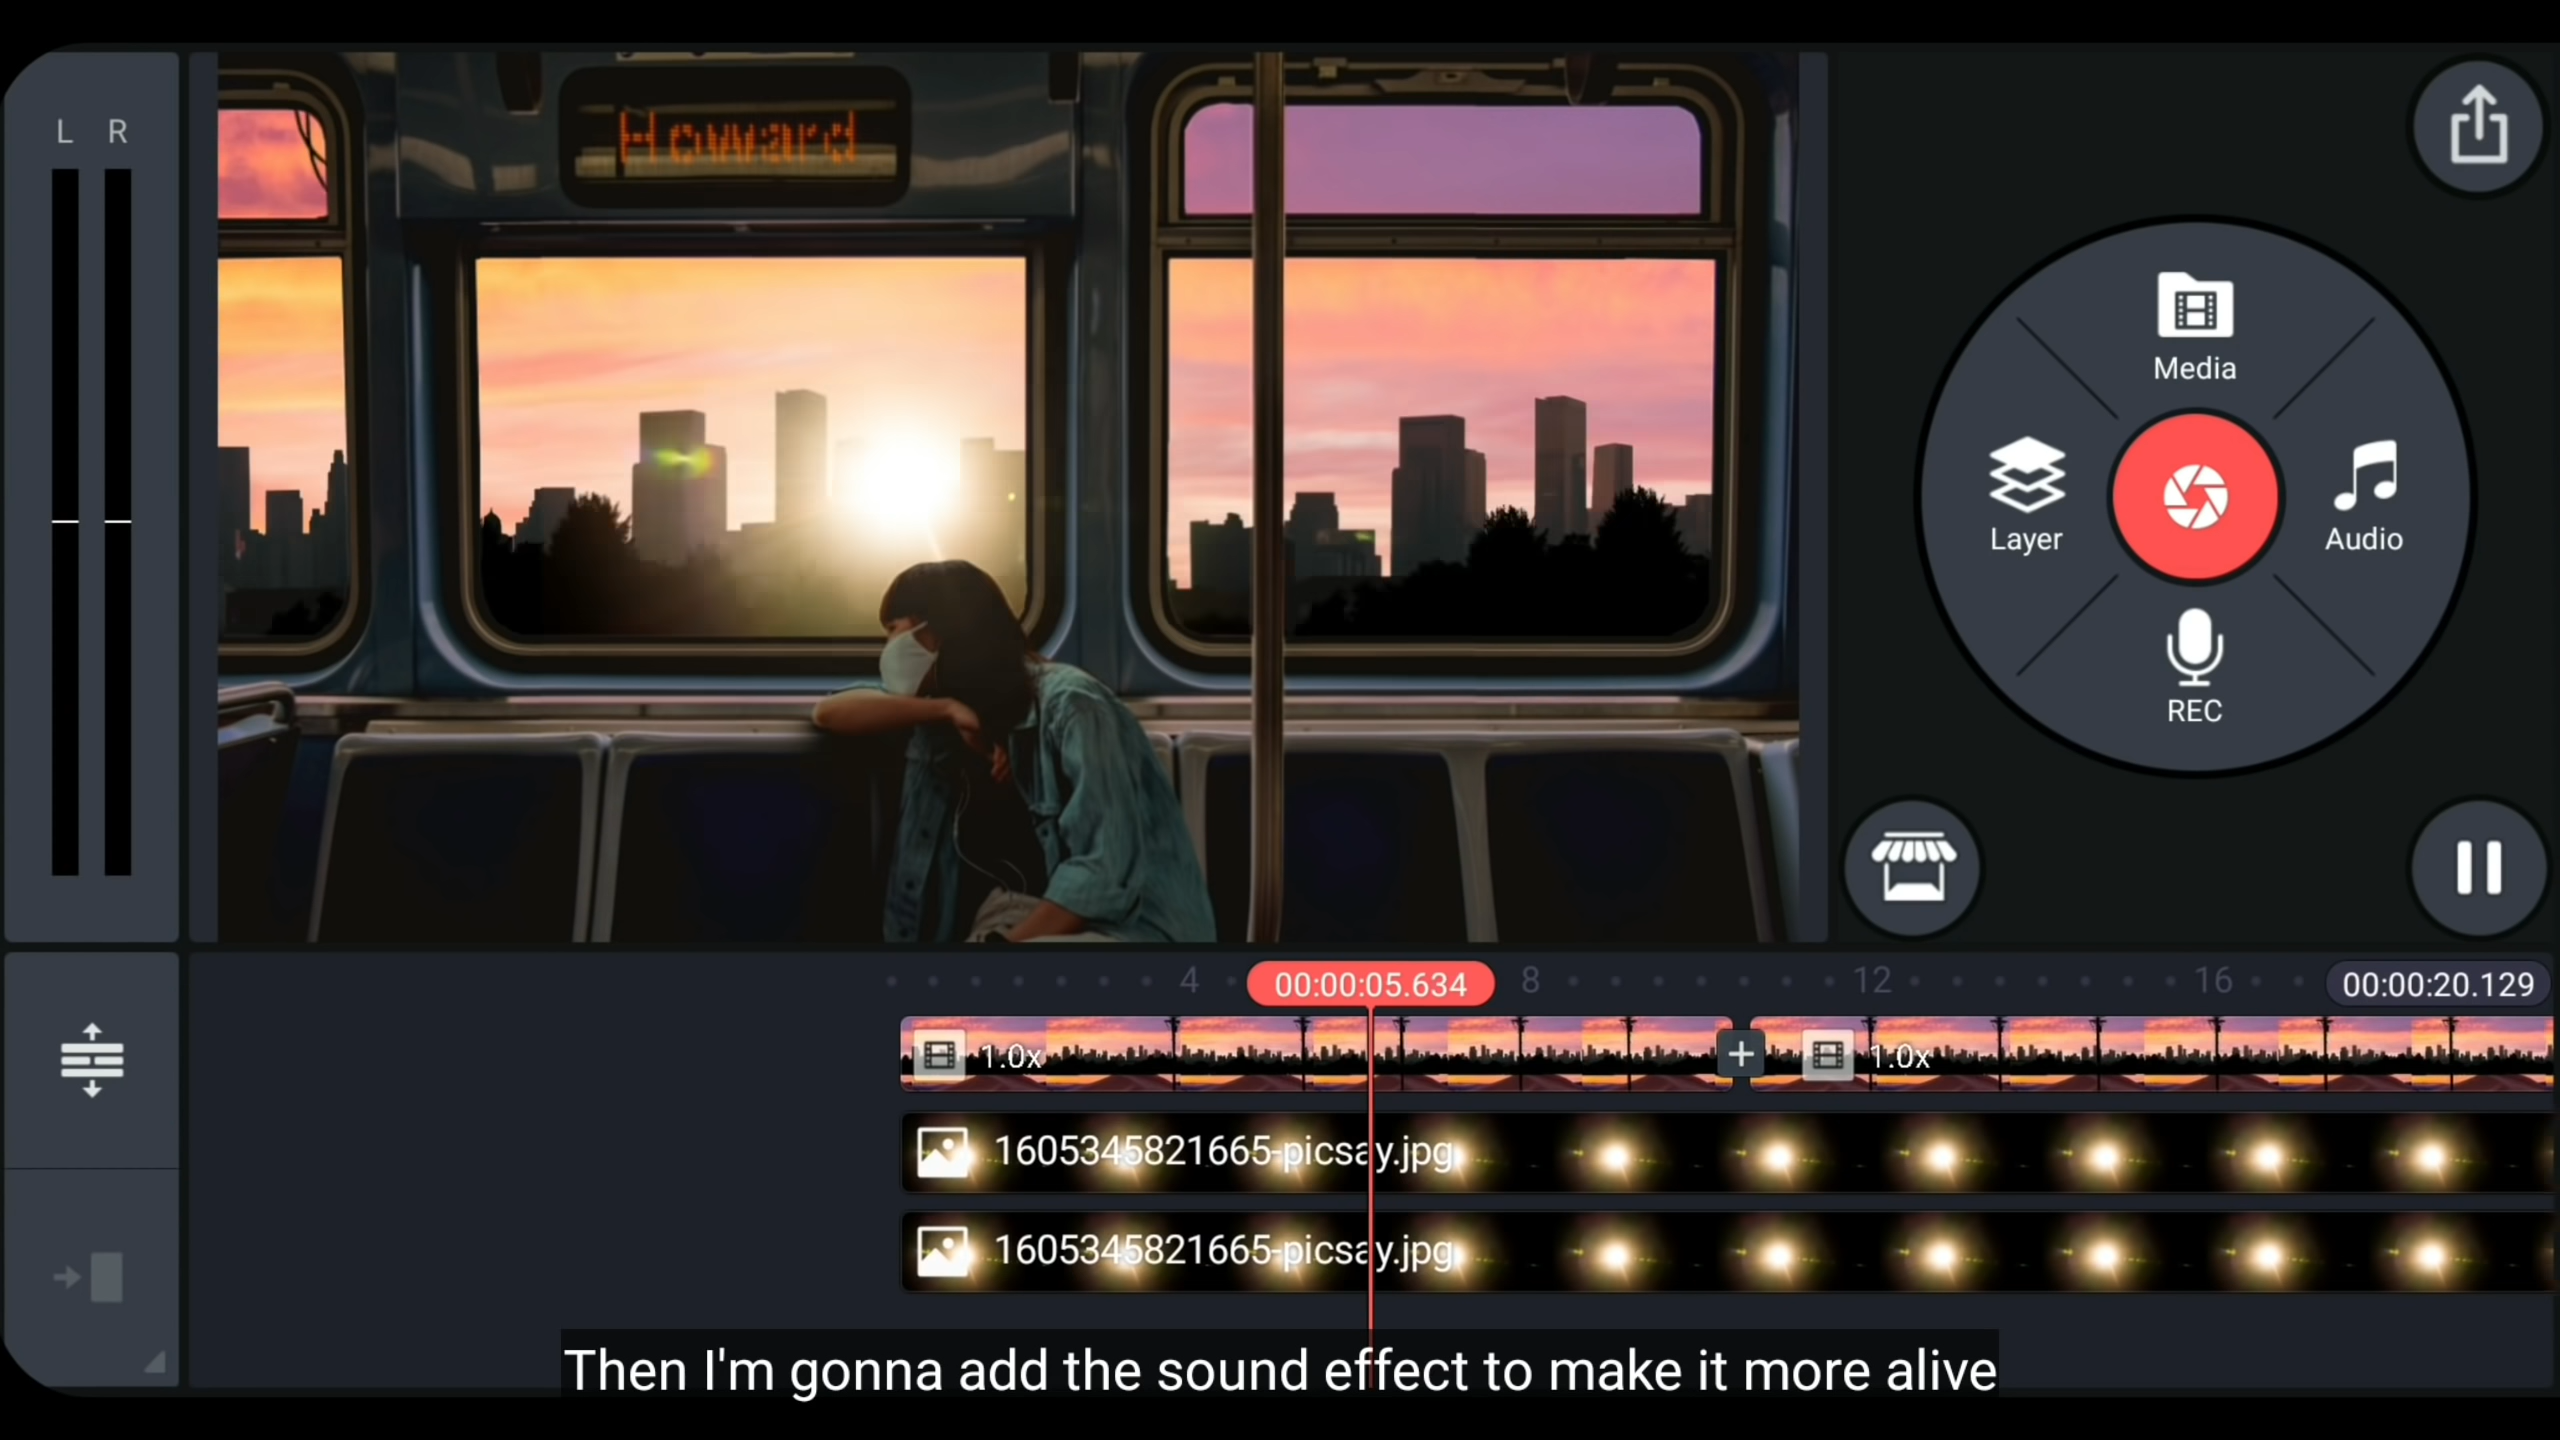 L R
Howard
Media
Layer
Audio
REC
4
00:00:05.634
8
12
16
00:00:20.129
1.0x
1.0x
1605345821665-picsay.jpg
1605345821665-picsay.jpg
Then I'm gonna add the sound effect to make it more alive